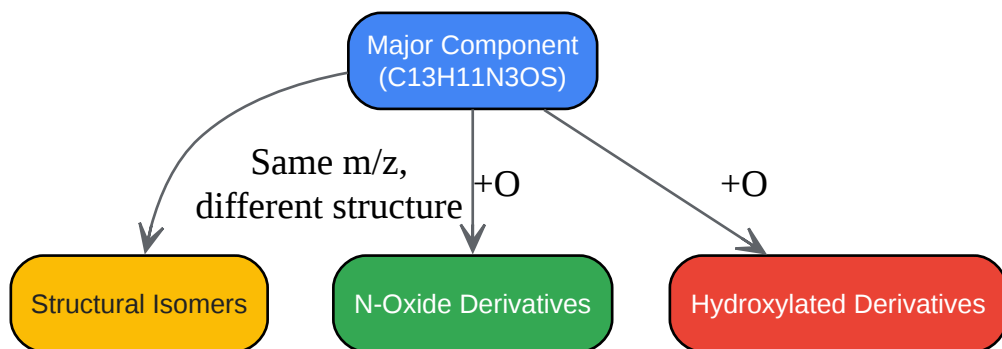 Major Component
(C13H11N3OS)
Same m/z,
different structure
+O
+O
Structural Isomers
N-Oxide Derivatives
Hydroxylated Derivatives